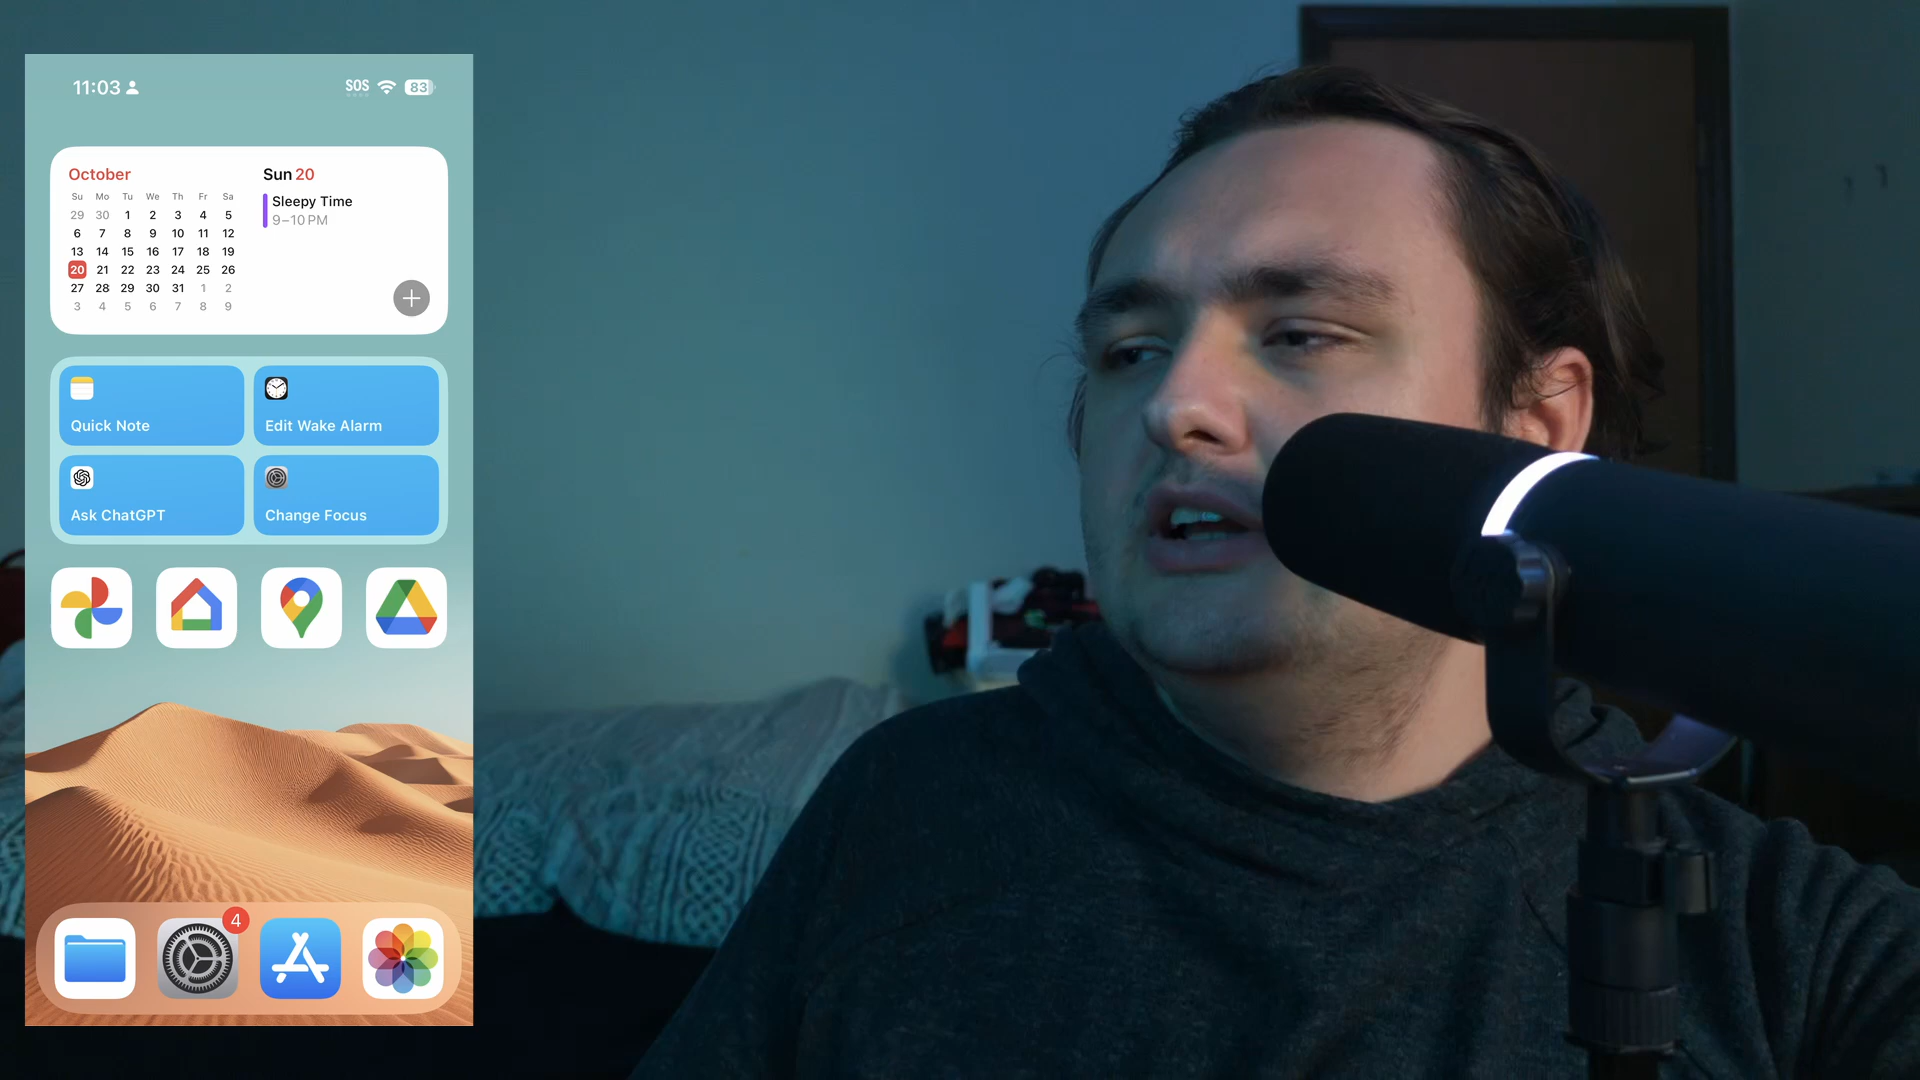 11:03 SOS 83
October
Su Mo Tu We Th Fr Sa
29 30 1 2 3 4 5
6 7 8 9 10 11 12
13 14 15 16 17 18 19
20 21 22 23 24 25 26
27 28 29 30 31 1 2
3 4 5 6 7 8 9
Sun 20
Sleepy Time
9–10 PM
Quick Note
Edit Wake Alarm
Ask ChatGPT
Change Focus
4